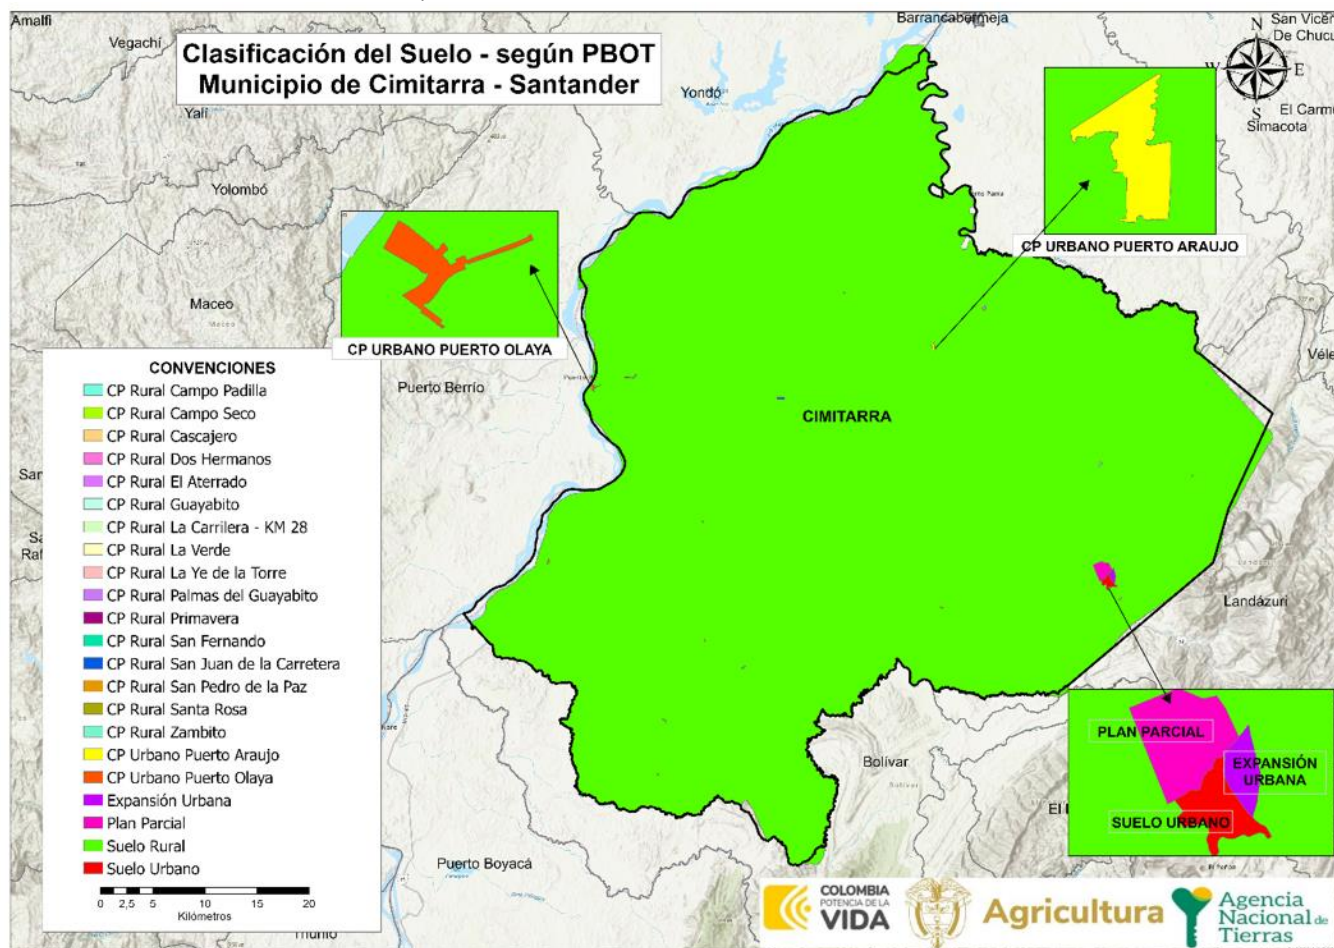 Amalfi
Vegachí
Yalí
Yolombó
Maceo
Barrancabermeja
San Vicen
De Chucu
Yondó
El Carm
Simacota
N
W
E
S
Clasificación del Suelo - según PBOT
Municipio de Cimitarra - Santander
CP URBANO PUERTO ARAUJO
CP URBANO PUERTO OLAYA
Maceo
Puerto Berrío
Véle
CIMITARRA
Landázuri
Bolívar
Bolívar
El
Puerto Boyacá
CONVENCIONES
CP Rural Campo Padilla
CP Rural Campo Seco
CP Rural Cascajero
CP Rural Dos Hermanos
CP Rural El Aterrado
CP Rural Guayabito
CP Rural La Carrilera - KM 28
CP Rural La Verde
CP Rural La Ye de la Torre
CP Rural Palmas del Guayabito
CP Rural Primavera
CP Rural San Fernando
CP Rural San Juan de la Carretera
CP Rural San Pedro de la Paz
CP Rural Santa Rosa
CP Rural Zambito
CP Urbano Puerto Araujo
CP Urbano Puerto Olaya
Expansión Urbana
Plan Parcial
Suelo Rural
Suelo Urbano
0 2,5 5 10 15 20
Kilómetros
PLAN PARCIAL
EXPANSIÓN
URBANA
SUELO URBANO
COLOMBIA
POTENCIA DE LA
VIDA
Agricultura
Agencia
Nacional de
Tierras